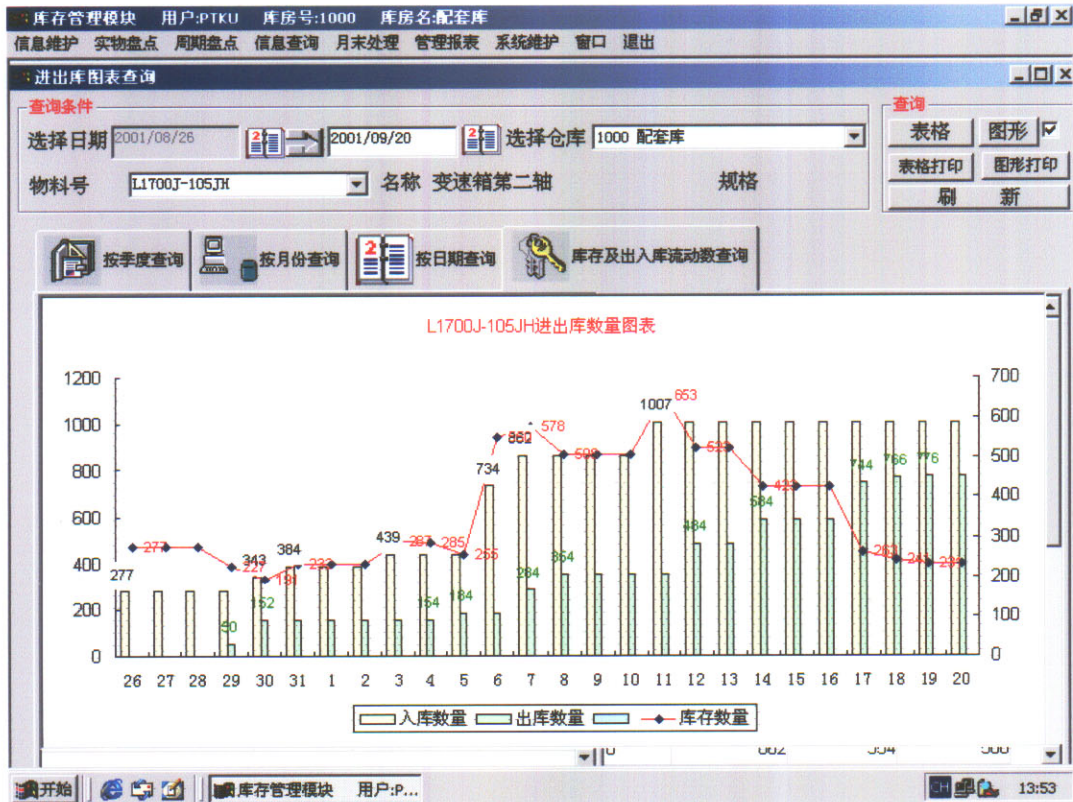 库存管理模块 用户:PTKU 库房号:1000 库房名:配套库
信息维护 实物盘点 周期盘点 信息查询 月末处理 管理报表 系统维护 窗口 退出
进出库图表查询
查询条件 查询
选择日期 2001/08/26 2001/09/20 选择仓库 1000 配套库 表格 图形
物料号 L1700J-105JH 名称 变速箱第二轴 规格 表格打印 图形打印
刷 新
按季度查询 按月份查询 按日期查询 库存及出入库流动数查询
L1700J-105JH进出库数量图表
1200 700
1000 1007 653 600
862 578 529 500
800 734 744 766 776
600 484 423 584 400
400 439 287 285 255 354 300
277 277 227 343 384 233 263 241
200 191 152 154 184 284 200
50 100
0 0
26 27 28 29 30 31 1 2 3 4 5 6 7 8 9 10 11 12 13 14 15 16 17 18 19 20
入库数量 出库数量 库存数量
开始 库存管理模块 用户:P... CH 13:53